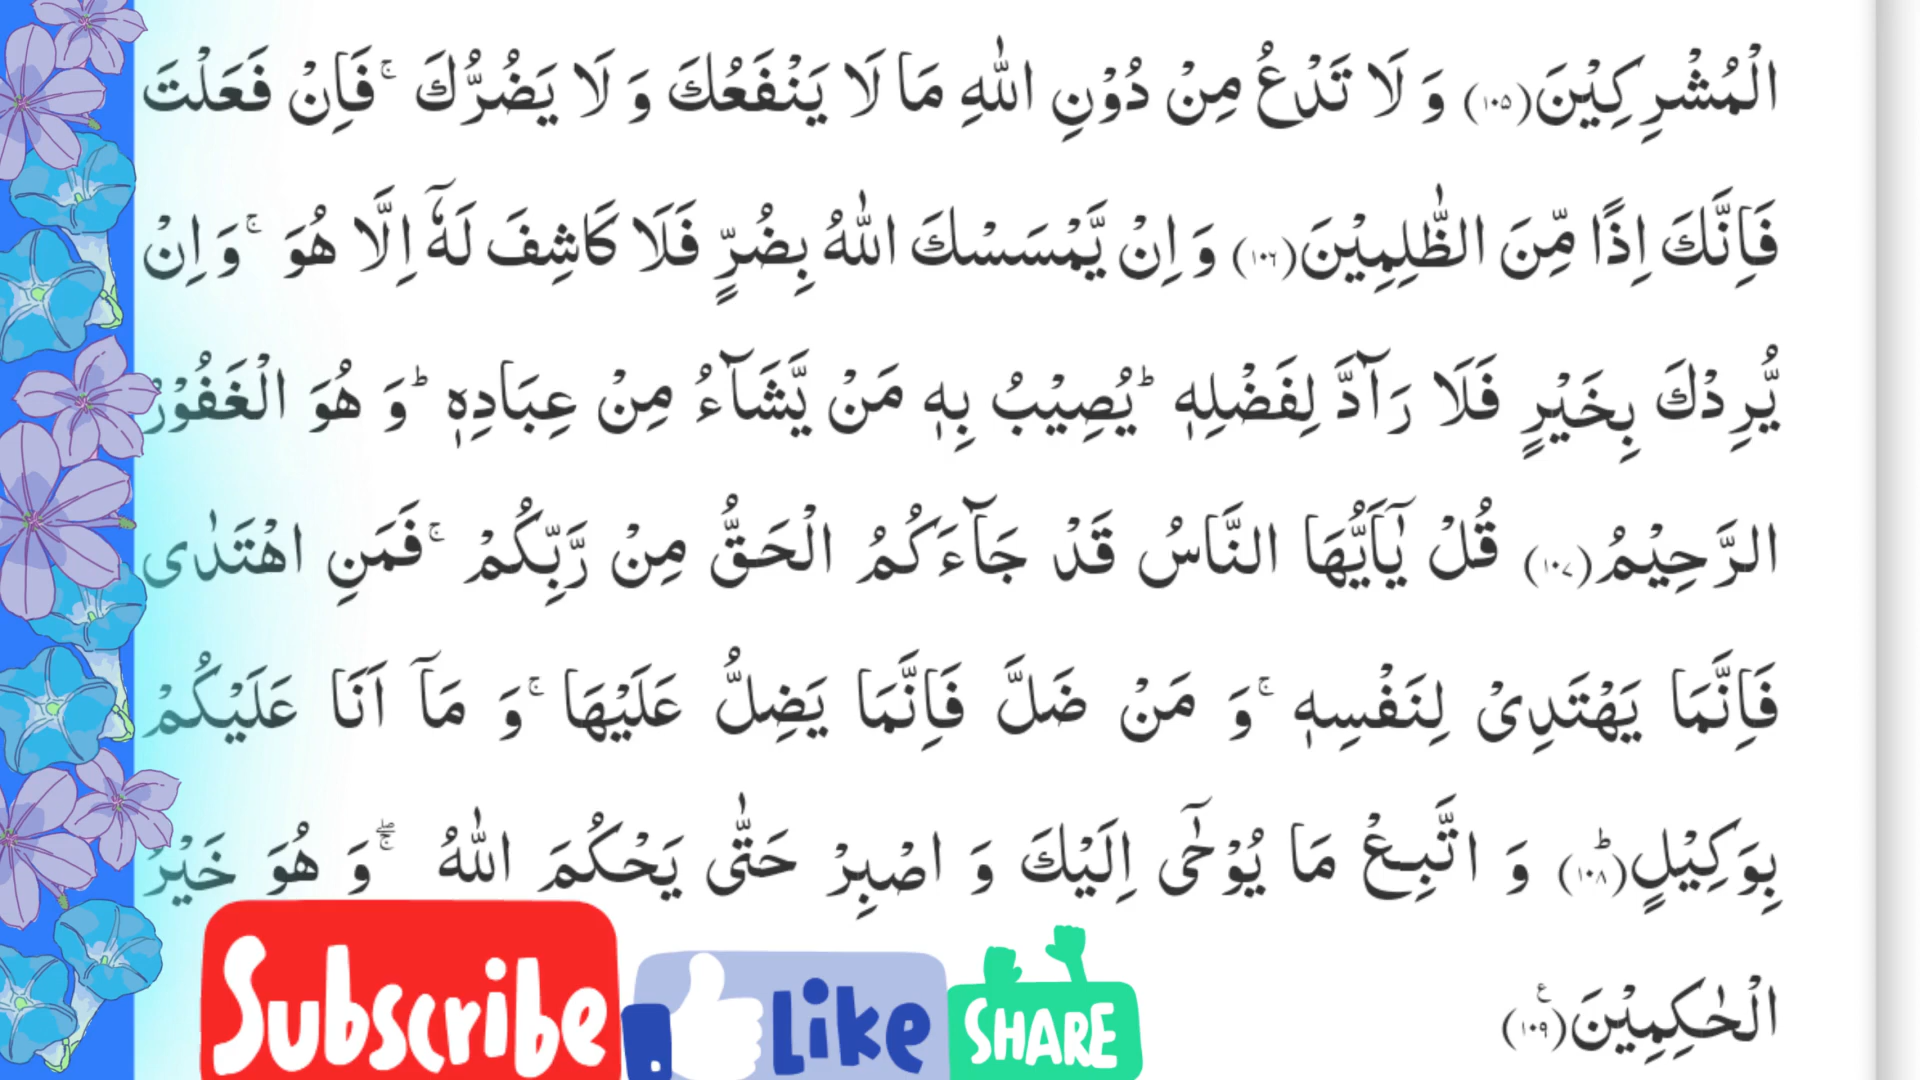 الْمُشْرِكِیْنَ(۱۰۵) وَ لَا تَدْعُ مِنْ دُوْنِ اللّٰهِ مَا لَا یَنْفَعُكَ وَ لَا یَضُرُّكَ ۚ فَاِنْ فَعَلْتَ
فَاِنَّكَ اِذًا مِّنَ الظّٰلِمِیْنَ(۱۰۶) وَ اِنْ یَّمْسَسْكَ اللّٰهُ بِضُرٍّ فَلَا كَاشِفَ لَهٗۤ اِلَّا هُوَ ۚ وَ اِنْ
یُّرِدْكَ بِخَیْرٍ فَلَا رَآدَّ لِفَضْلِهٖ ؕ یُصِیْبُ بِهٖ مَنْ یَّشَآءُ مِنْ عِبَادِهٖ ؕ وَ هُوَ الْغَفُوْرُ
الرَّحِیْمُ(۱۰۷) قُلْ یٰۤاَیُّهَا النَّاسُ قَدْ جَآءَكُمُ الْحَقُّ مِنْ رَّبِّكُمْ ۚ فَمَنِ اهْتَدٰى
فَاِنَّمَا یَهْتَدِیْ لِنَفْسِهٖ ۚ وَ مَنْ ضَلَّ فَاِنَّمَا یَضِلُّ عَلَیْهَا ۚ وَ مَاۤ اَنَا عَلَیْكُمْ
بِوَكِیْلٍؕ(۱۰۸) وَ اتَّبِعْ مَا یُوْحٰۤى اِلَیْكَ وَ اصْبِرْ حَتّٰى یَحْكُمَ اللّٰهُ ۖۚ وَ هُوَ خَیْرُ
الْحٰكِمِیْنَ۠(۱۰۹)
Subscribe Like SHARE